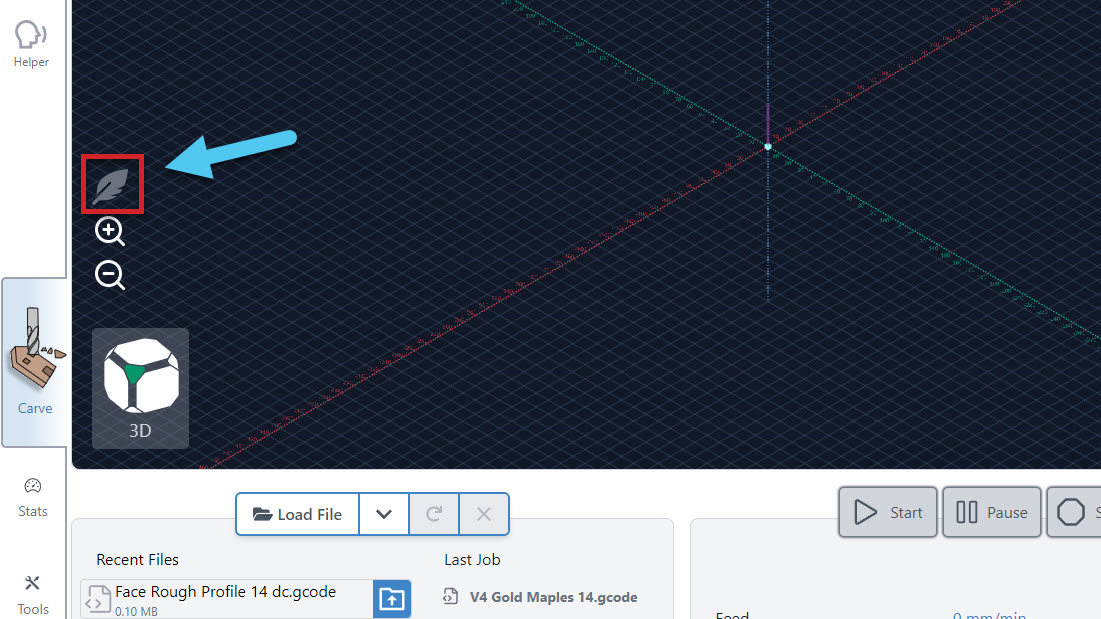 Helper
3D
Carve
Stats
Tools
Load File
Start
Pause
Recent Files
Last Job
Face Rough Profile 14 dc.gcode
0.10 MB
V4 Gold Maples 14.gcode
Feed
0 mm/min